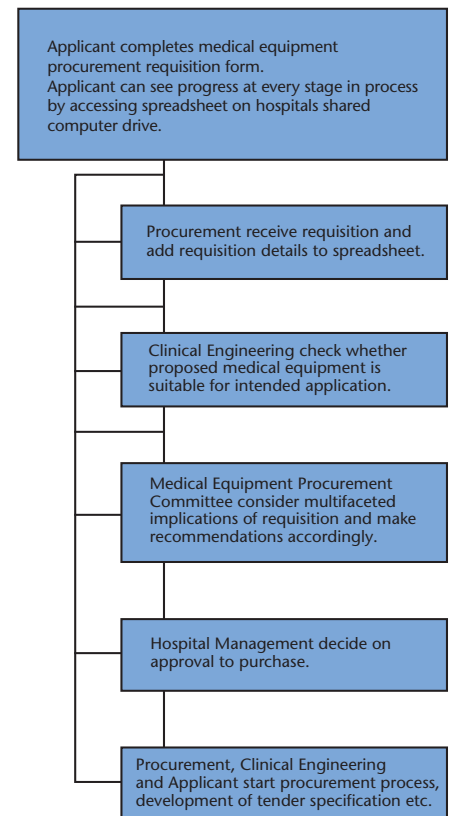 Applicant completes medical equipment
procurement requisition form.
Applicant can see progress at every stage in process
by accessing spreadsheet on hospitals shared
computer drive.
Procurement receive requisition and
add requisition details to spreadsheet.
Clinical Engineering check whether
proposed medical equipment is
suitable for intended application.
Medical Equipment Procurement
Committee consider multifaceted
implications of requisition and make
recommendations accordingly.
Hospital Management decide on
approval to purchase.
Procurement, Clinical Engineering
and Applicant start procurement process,
development of tender specification etc.